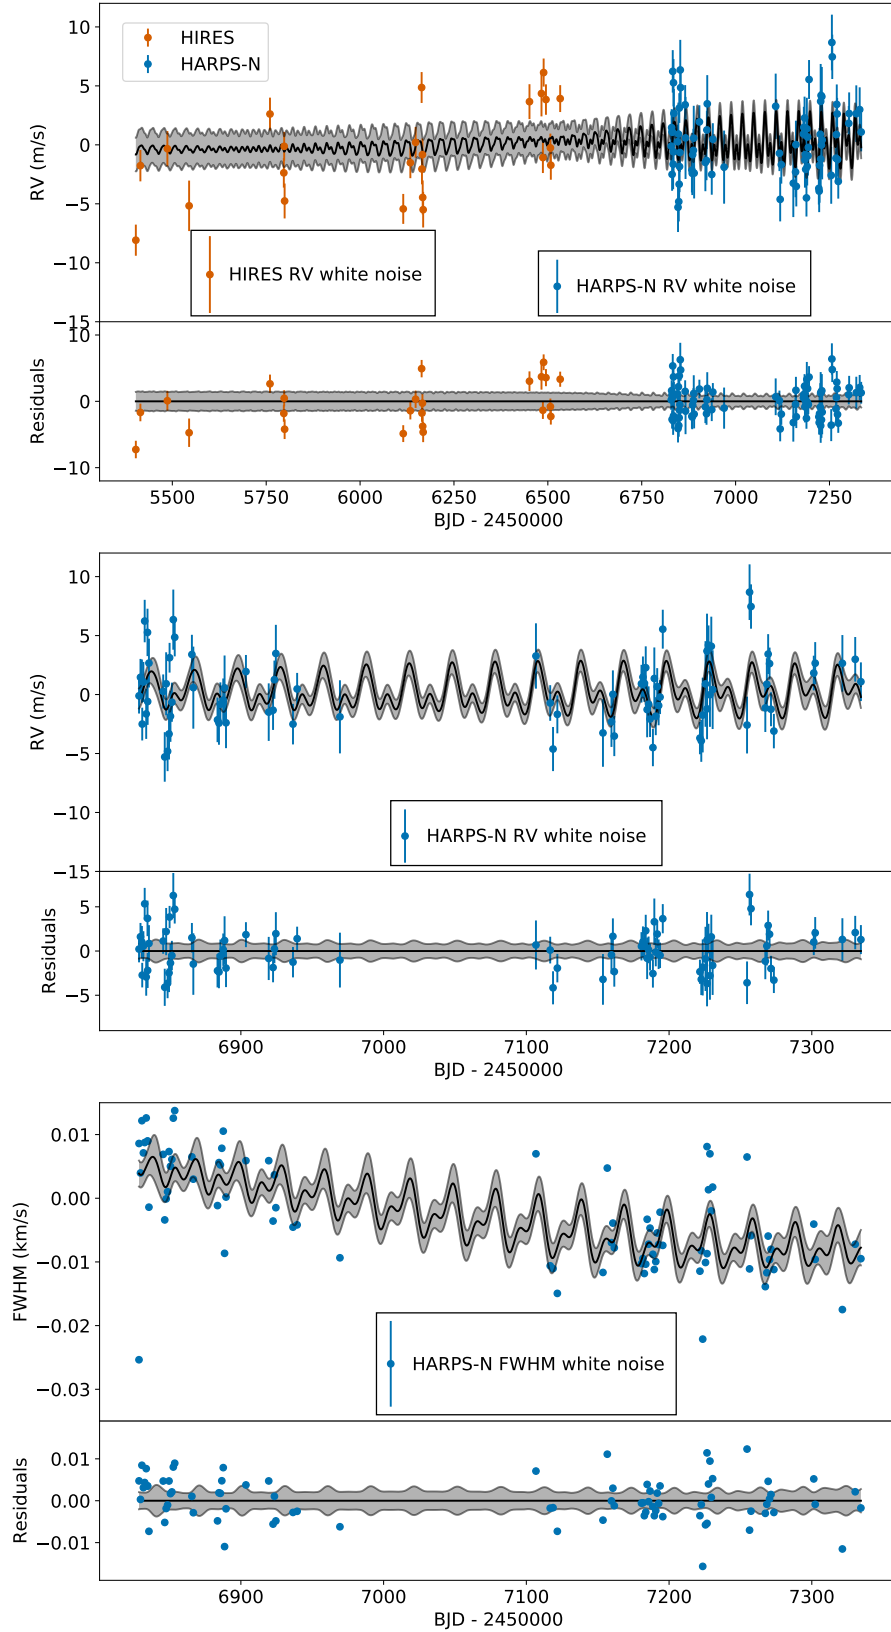 10
5
0
−5
−10
−15
RV (m/s)
HIRES
HARPS-N
HIRES RV white noise
HARPS-N RV white noise
10
0
−10
Residuals
5500 5750 6000 6250 6500 6750 7000 7250
BJD - 2450000
10
5
0
−5
−10
−15
RV (m/s)
HARPS-N RV white noise
5
0
−5
Residuals
6900 7000 7100 7200 7300
BJD - 2450000
0.01
0.00
−0.01
−0.02
−0.03
FWHM (km/s)
HARPS-N FWHM white noise
0.01
0.00
−0.01
Residuals
6900 7000 7100 7200 7300
BJD - 2450000